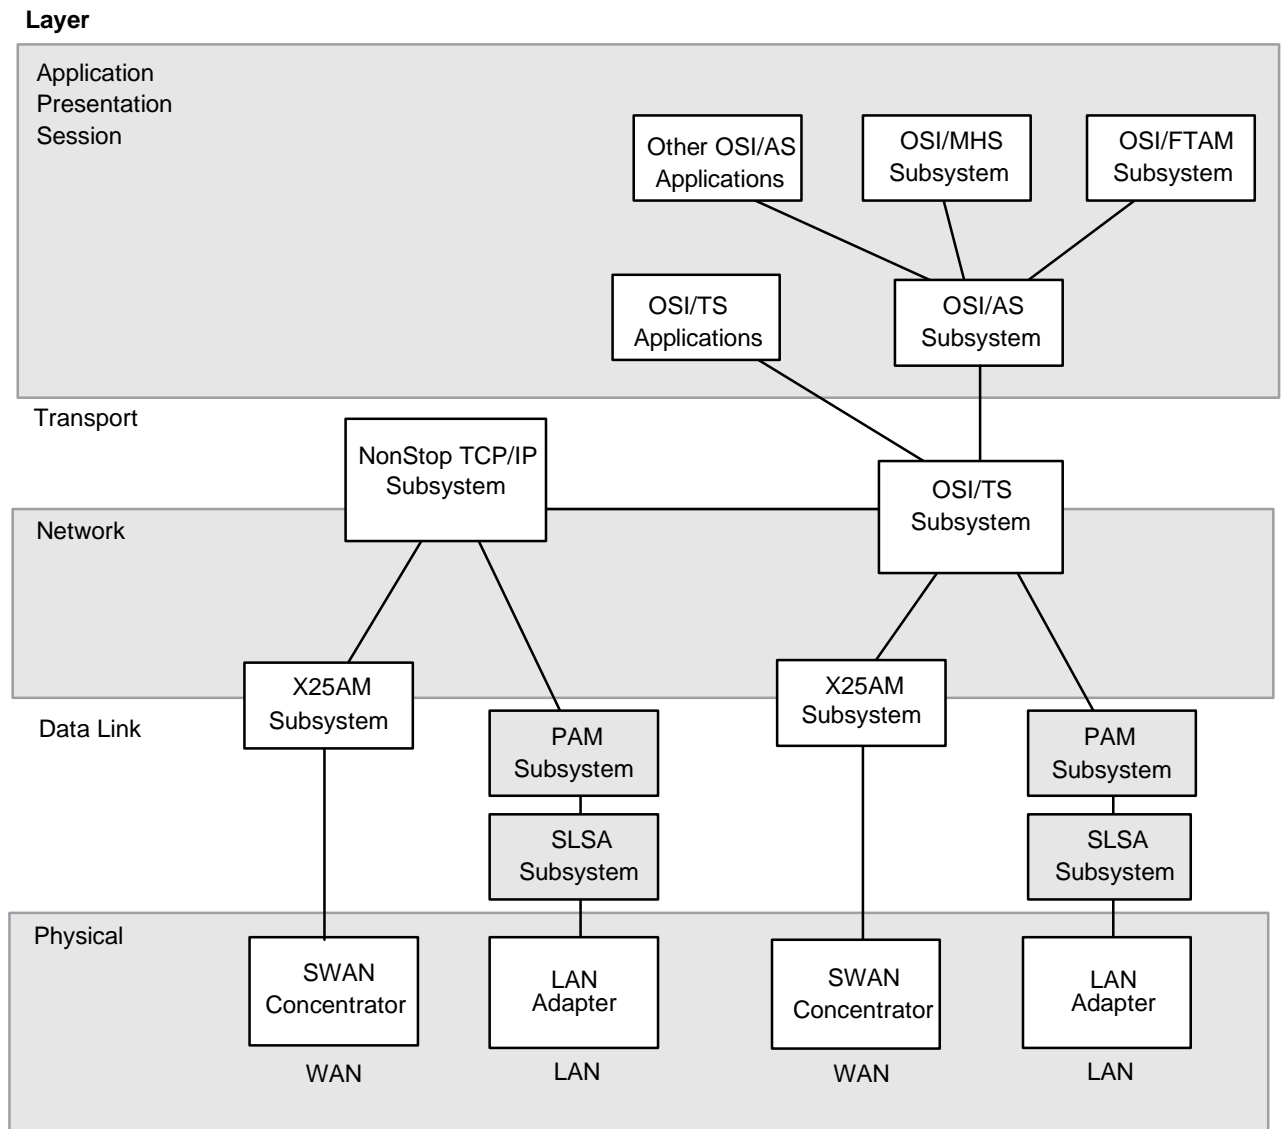 Layer
Application
Presentation
Session
Other OSI/AS
Applications
OSI/MHS
Subsystem
OSI/FTAM
Subsystem
OSI/TS
Applications
OSI/AS
Subsystem
Transport
NonStop TCP/IP
Subsystem
OSI/TS
Subsystem
Network
X25AM
Subsystem
X25AM
Subsystem
Data Link
PAM
Subsystem
PAM
Subsystem
SLSA
Subsystem
SLSA
Subsystem
Physical
SWAN
Concentrator
LAN
Adapter
SWAN
Concentrator
LAN
Adapter
WAN
LAN
WAN
LAN